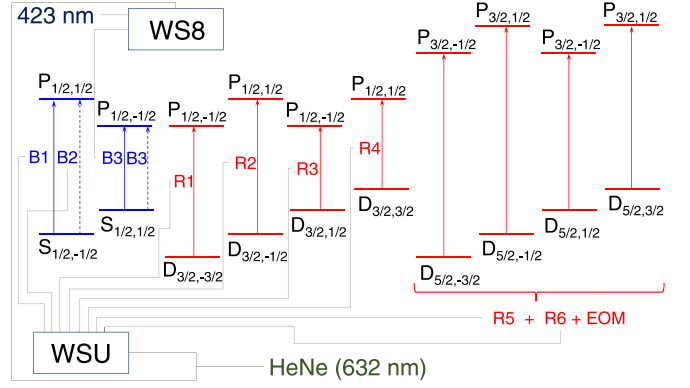 423 nm
WS8
P3/2,-1/2
P3/2,1/2
P3/2,-1/2
P3/2,1/2
P1/2,1/2
P1/2,-1/2
P1/2,-1/2
P1/2,1/2
P1/2,-1/2
P1/2,1/2
B1
B2
B3
B3
R1
R2
R3
R4
S1/2,-1/2
S1/2,1/2
D3/2,-3/2
D3/2,-1/2
D3/2,1/2
D3/2,3/2
D5/2,-3/2
D5/2,-1/2
D5/2,1/2
D5/2,3/2
R5 + R6 + EOM
WSU
HeNe (632 nm)